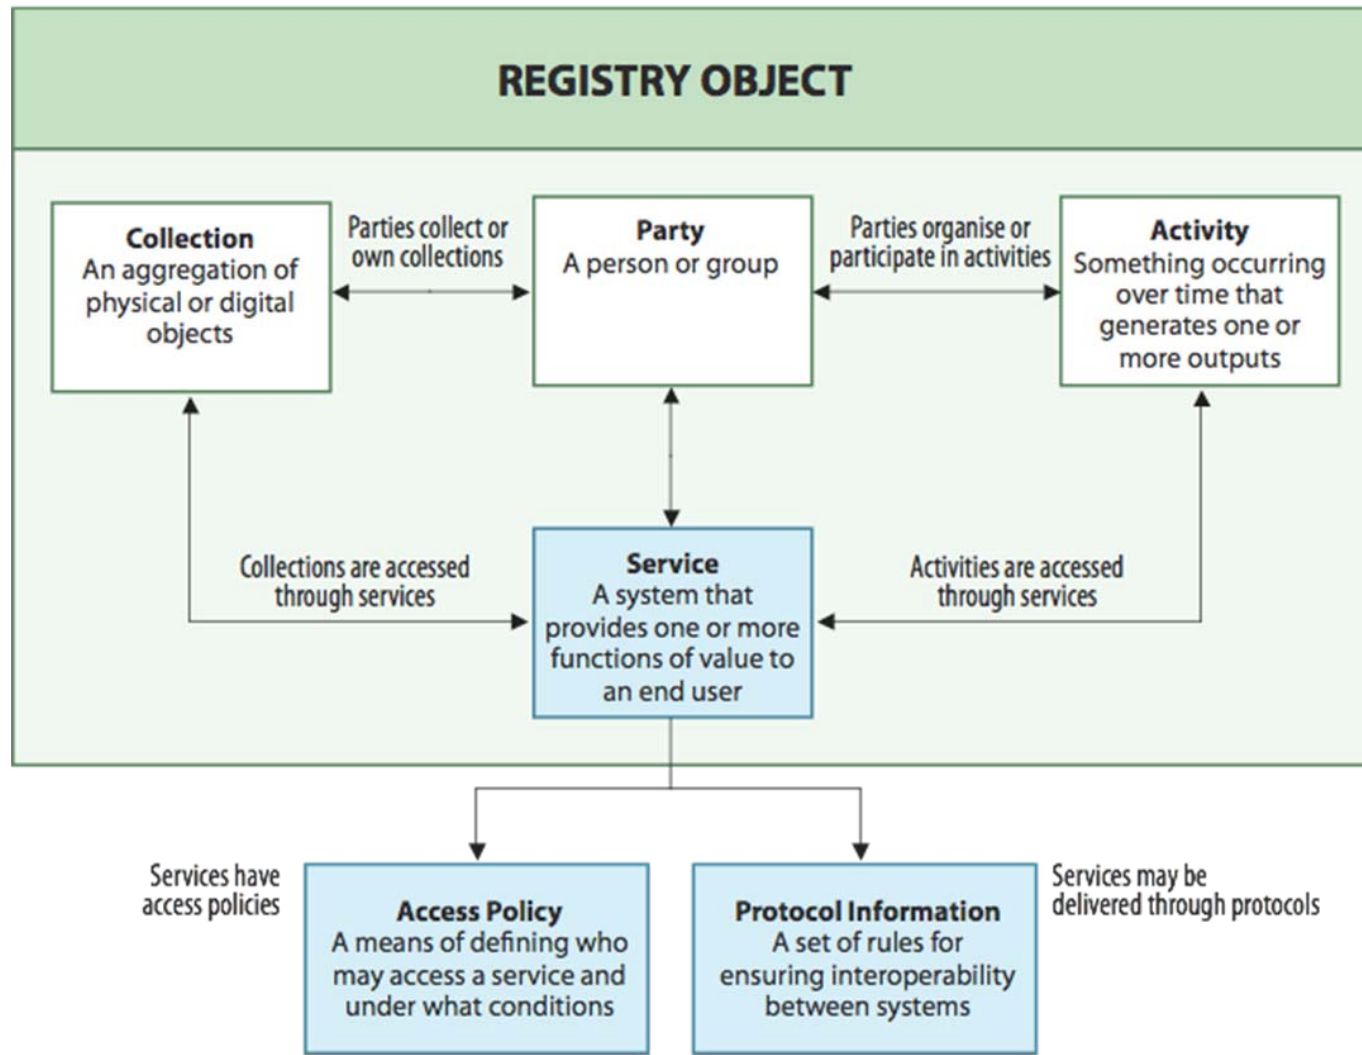 REGISTRY OBJECT
Collection
An aggregation of
physical or digital
objects
Parties collect or
own collections
Party
A person or group
Parties organise or
participate in activities
Activity
Something occurring
over time that
generates one or
more outputs
Collections are accessed
through services
Service
A system that
provides one or more
functions of value to
an end user
Activities are accessed
through services
Services have
access policies
Access Policy
A means of defining who
may access a service and
under what conditions
Protocol Information
A set of rules for
ensuring interoperability
between systems
Services may be
delivered through protocols